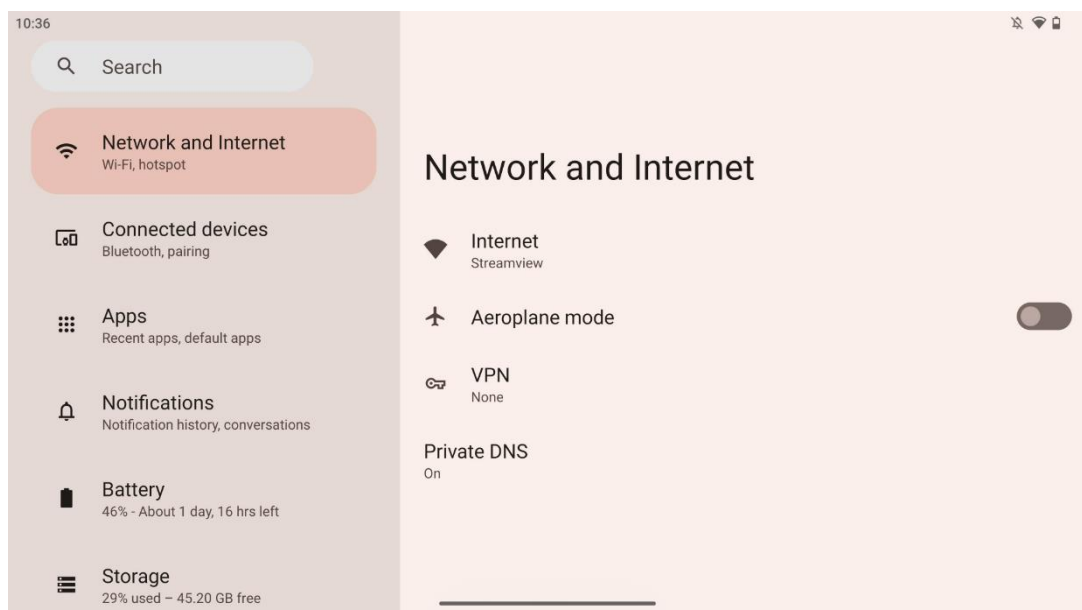 10:36
Search
Network and Internet
Wi-Fi, hotspot
Connected devices
Bluetooth, pairing
Apps
Recent apps, default apps
Notifications
Notification history, conversations
Battery
46% - About 1 day, 16 hrs left
Storage
29% used – 45.20 GB free
Network and Internet
Internet
Streamview
Aeroplane mode
VPN
None
Private DNS
On